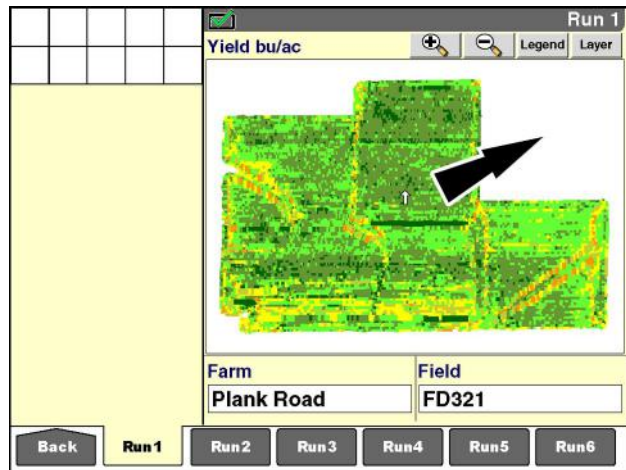 Run 1
Yield bu/ac
Legend
Layer
Farm
Field
Plank Road
FD321
Back
Run1
Run2
Run3
Run4
Run5
Run6